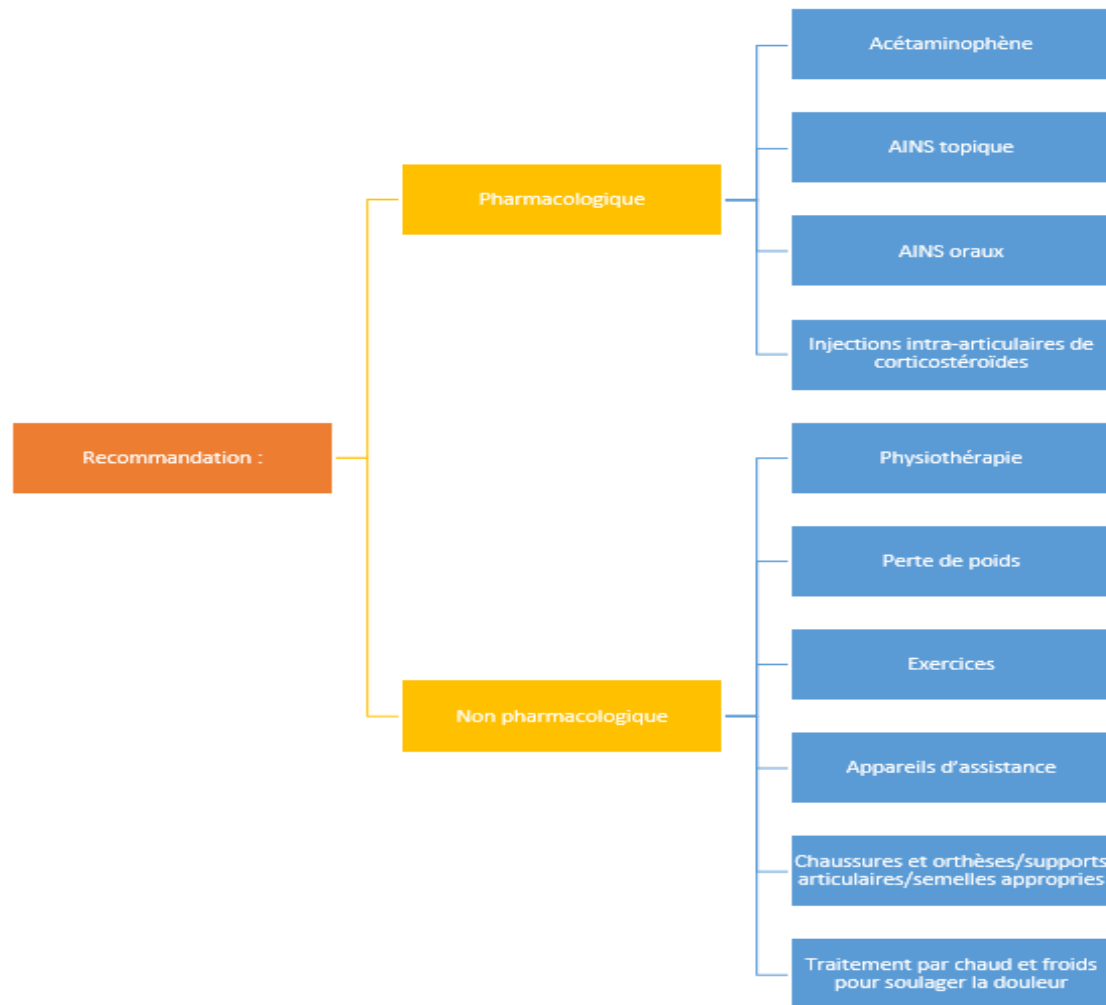 Recommandation :
Pharmacologique
Acétaminophène
AINS topique
AINS oraux
Injections intra-articulaires de
corticostéroïdes
Non pharmacologique
Physiothérapie
Perte de poids
Exercices
Appareils d’assistance
Chaussures et orthèses/supports
articulaires/semelles appropries
Traitement par chaud et froids
pour soulager la douleur